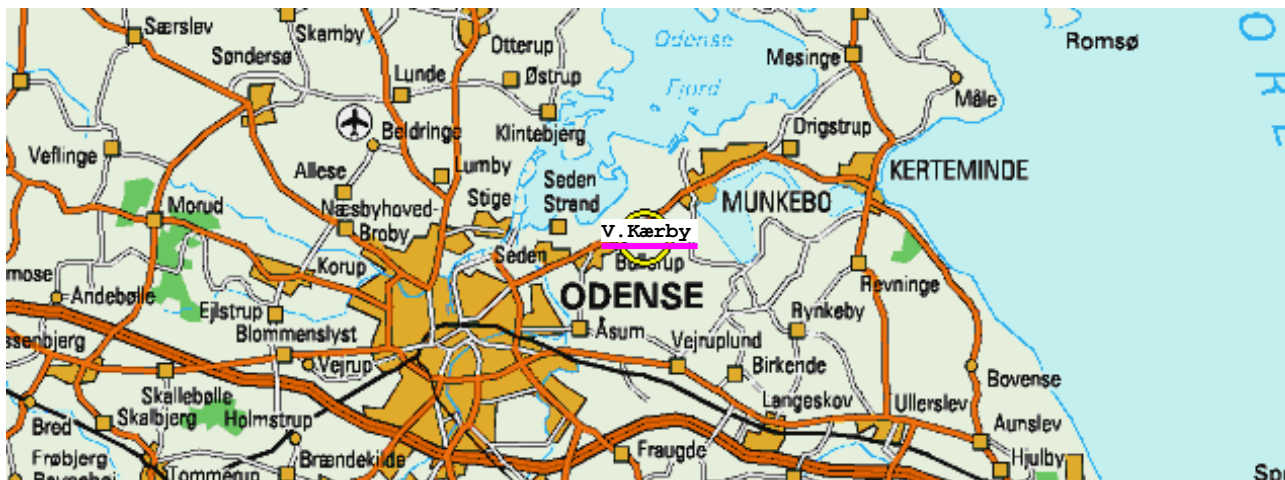 Særslev
Skamby
Søndersø
Otterup
Odense
Fjord
Mesinge
Romsø
Lunde
Østrup
Måle
Beldringe
Klintebjerg
Drigstrup
Veflinge
Allese
Lumby
KERTEMINDE
Morud
Næsbyhoved-
Broby
Stige
Seden
Strand
MUNKEBO
V.Kærby
Korup
Seden
Revninge
Andebølle
Ejlstrup
ODENSE
Rynkeby
Blommenslyst
Åsum
Vejruplund
Vejrup
Birkende
Bovense
Skallebølle
Skalbjerg
Holmstrup
Langeskov
Ullerslev
Aunslev
Bred
Fraugde
Hjulby
Frøbjerg
Brændekilde
Tommerup